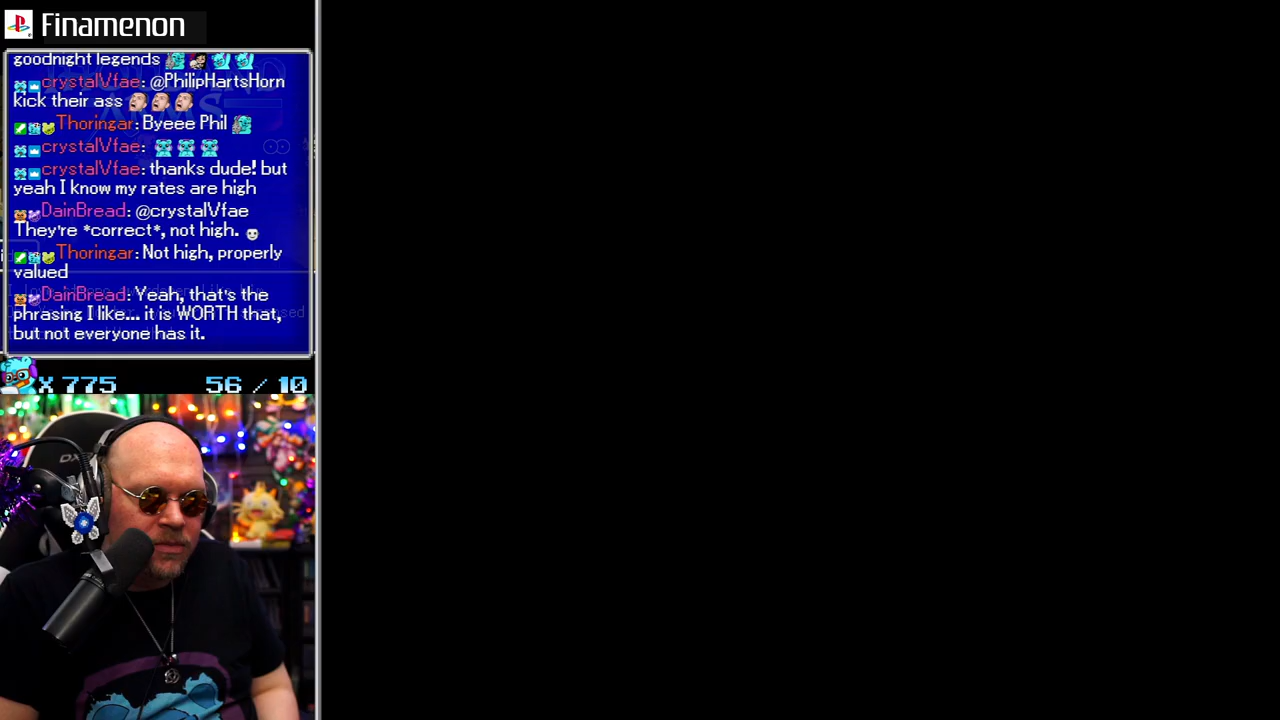 Finamenon
goodnight legends
crystalVfae: @PhilipHartsHorn
kick their ass
Thoringar: Byeee Phil
crystalVfae:
crystalVfae: thanks dude! but
yeah I know my rates are high
DainBread: @crystalVfae
They're *correct*, not high.
Thoringar: Not high, properly
valued
DainBread: Yeah, that's the
phrasing I like... it is WORTH that,
but not everyone has it.
X 775 56 / 10
DX